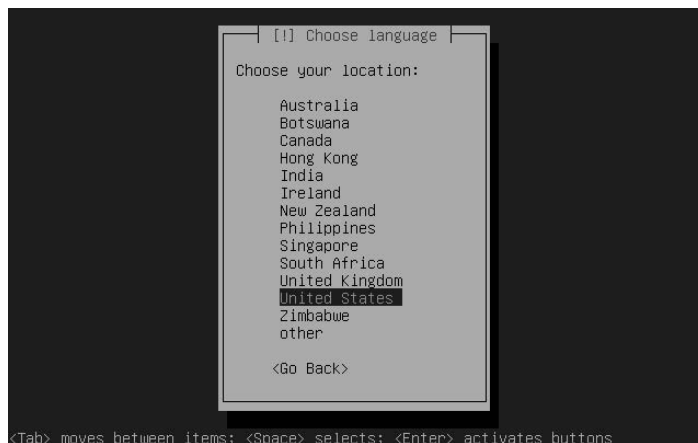 [!] Choose language
Choose your location:
Australia
Botswana
Canada
Hong Kong
India
Ireland
New Zealand
Philippines
Singapore
South Africa
United Kingdom
United States
Zimbabwe
other
<Go Back>
<Tab> moves between items; <Space> selects; <Enter> activates buttons